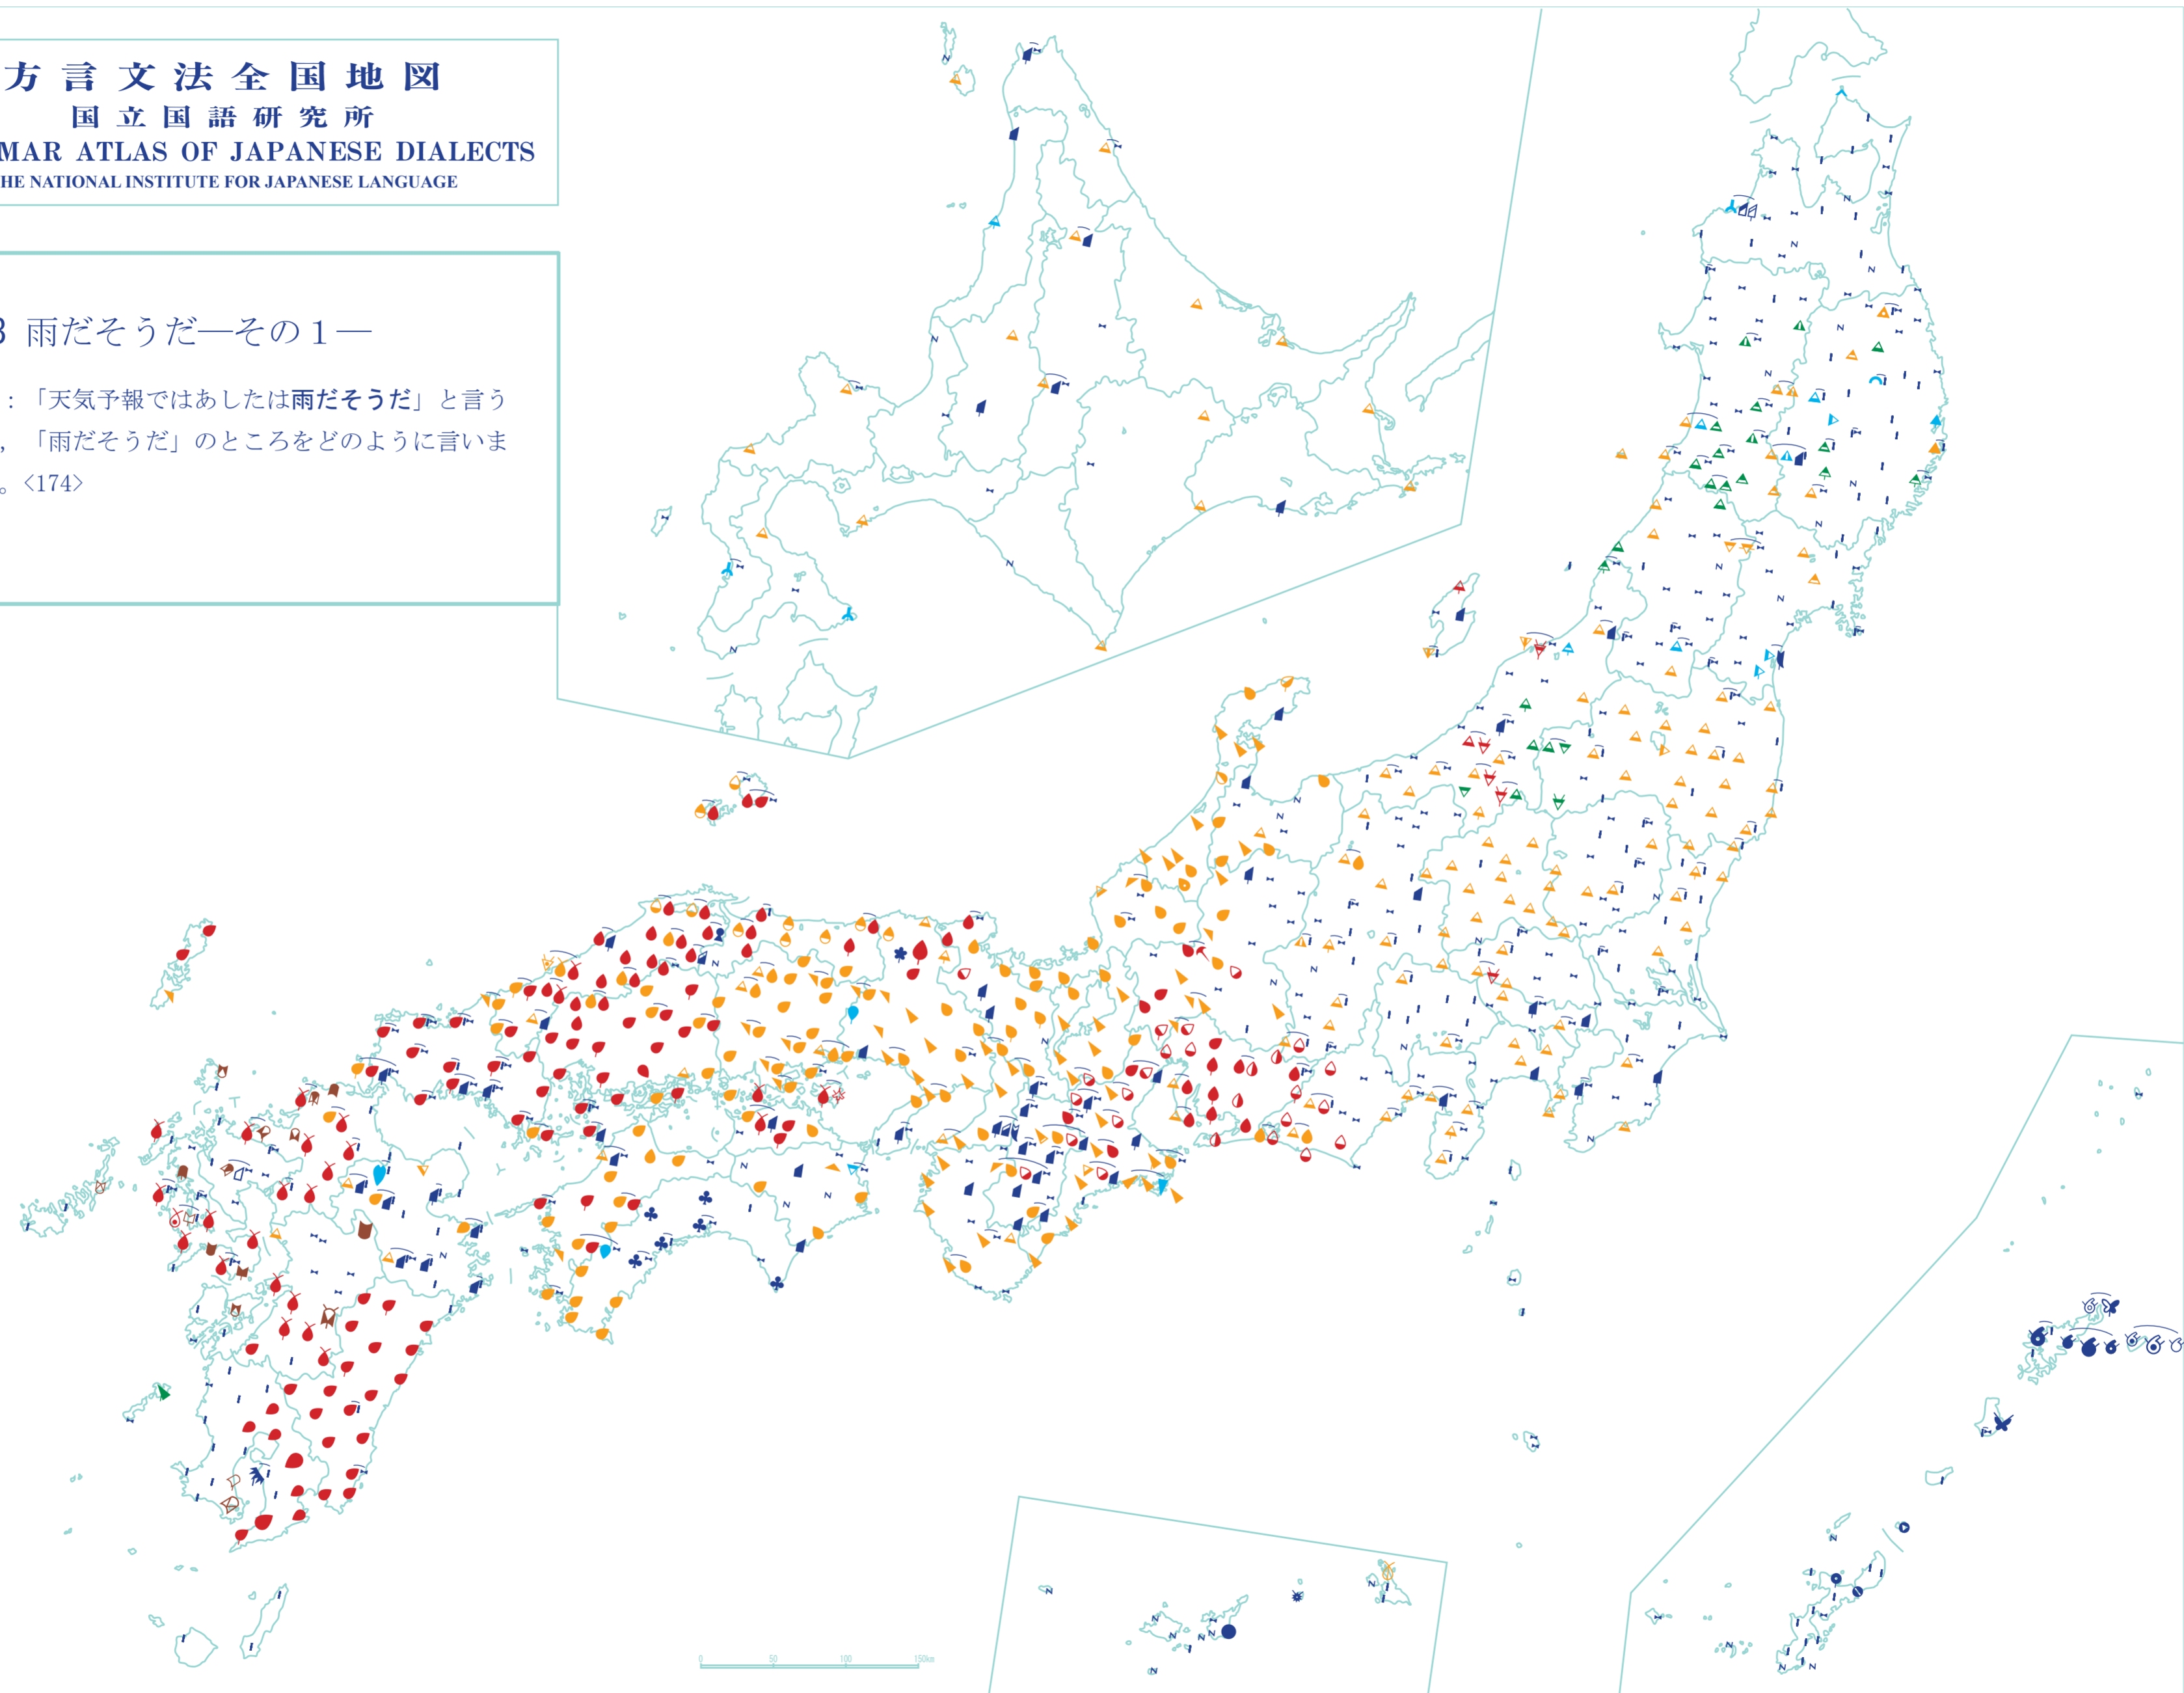 方言文法全国地図
国立国語研究所
MAR ATLAS OF JAPANESE DIALECTS
HE NATIONAL INSTITUTE FOR JAPANESE LANGUAGE
3 雨だそうだ―その１―
：「天気予報ではあしたは雨だそうだ」と言う
，「雨だそうだ」のところをどのように言いま
。<174>
0 50 100 150km